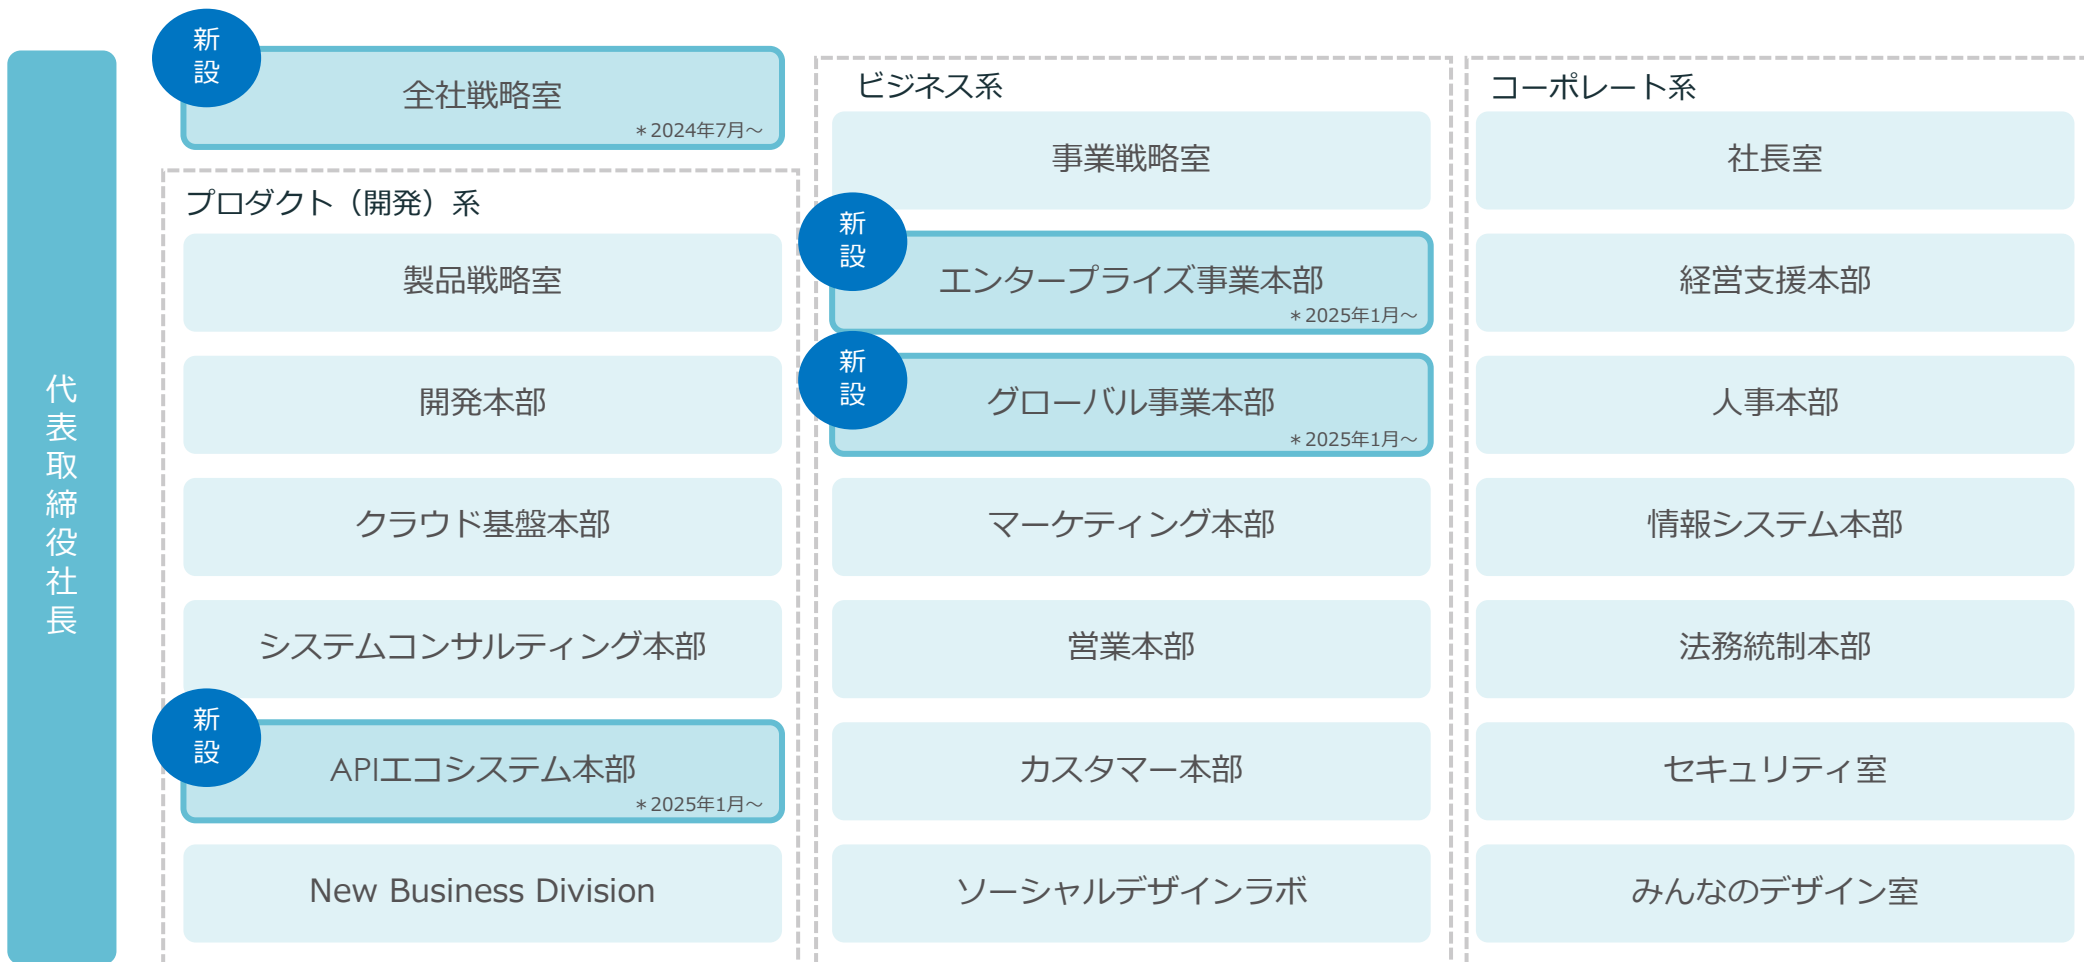 代表取締役社長
新設
全社戦略室
＊2024年7月～
プロダクト（開発）系
製品戦略室
開発本部
クラウド基盤本部
システムコンサルティング本部
新設
APIエコシステム本部
＊2025年1月～
New Business Division
ビジネス系
事業戦略室
新設
エンタープライズ事業本部
＊2025年1月～
新設
グローバル事業本部
＊2025年1月～
マーケティング本部
営業本部
カスタマー本部
ソーシャルデザインラボ
コーポレート系
社長室
経営支援本部
人事本部
情報システム本部
法務統制本部
セキュリティ室
みんなのデザイン室